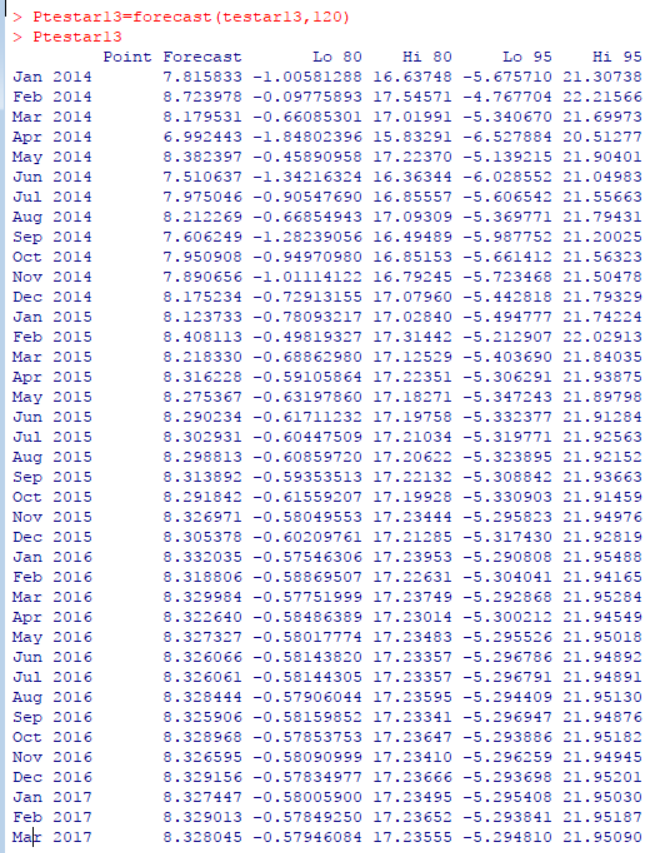 > Ptestar13=forecast(testar13,120)
> Ptestar13
Point Forecast Lo 80 Hi 80 Lo 95 Hi 95
Jan 2014 7.815833 -1.00581288 16.63748 -5.675710 21.30738
Feb 2014 8.723978 -0.09775893 17.54571 -4.767704 22.21566
Mar 2014 8.179531 -0.66085301 17.01991 -5.340670 21.69973
Apr 2014 6.992443 -1.84802396 15.83291 -6.527884 20.51277
May 2014 8.382397 -0.45890958 17.22370 -5.139215 21.90401
Jun 2014 7.510637 -1.34216324 16.36344 -6.028552 21.04983
Jul 2014 7.975046 -0.90547690 16.85557 -5.606542 21.55663
Aug 2014 8.212269 -0.66854943 17.09309 -5.369771 21.79431
Sep 2014 7.606249 -1.28239056 16.49489 -5.987752 21.20025
Oct 2014 7.950908 -0.94970980 16.85153 -5.661412 21.56323
Nov 2014 7.890656 -1.01114122 16.79245 -5.723468 21.50478
Dec 2014 8.175234 -0.72913155 17.07960 -5.442818 21.79329
Jan 2015 8.123733 -0.78093217 17.02840 -5.494777 21.74224
Feb 2015 8.408113 -0.49819327 17.31442 -5.212907 22.02913
Mar 2015 8.218330 -0.68862980 17.12529 -5.403690 21.84035
Apr 2015 8.316228 -0.59105864 17.22351 -5.306291 21.93875
May 2015 8.275367 -0.63197860 17.18271 -5.347243 21.89798
Jun 2015 8.290234 -0.61711232 17.19758 -5.332377 21.91284
Jul 2015 8.302931 -0.60447509 17.21034 -5.319771 21.92563
Aug 2015 8.298813 -0.60859720 17.20622 -5.323895 21.92152
Sep 2015 8.313892 -0.59353513 17.22132 -5.308842 21.93663
Oct 2015 8.291842 -0.61559207 17.19928 -5.330903 21.91459
Nov 2015 8.326971 -0.58049553 17.23444 -5.295823 21.94976
Dec 2015 8.305378 -0.60209761 17.21285 -5.317430 21.92819
Jan 2016 8.332035 -0.57546306 17.23953 -5.290808 21.95488
Feb 2016 8.318806 -0.58869507 17.22631 -5.304041 21.94165
Mar 2016 8.329984 -0.57751999 17.23749 -5.292868 21.95284
Apr 2016 8.322640 -0.58486389 17.23014 -5.300212 21.94549
May 2016 8.327327 -0.58017774 17.23483 -5.295526 21.95018
Jun 2016 8.326066 -0.58143820 17.23357 -5.296786 21.94892
Jul 2016 8.326061 -0.58144305 17.23357 -5.296791 21.94891
Aug 2016 8.328444 -0.57906044 17.23595 -5.294409 21.95130
Sep 2016 8.325906 -0.58159852 17.23341 -5.296947 21.94876
Oct 2016 8.328968 -0.57853753 17.23647 -5.293886 21.95182
Nov 2016 8.326595 -0.58090999 17.23410 -5.296259 21.94945
Dec 2016 8.329156 -0.57834977 17.23666 -5.293698 21.95201
Jan 2017 8.327447 -0.58005900 17.23495 -5.295408 21.95030
Feb 2017 8.329013 -0.57849250 17.23652 -5.293841 21.95187
Mar 2017 8.328045 -0.57946084 17.23555 -5.294810 21.95090